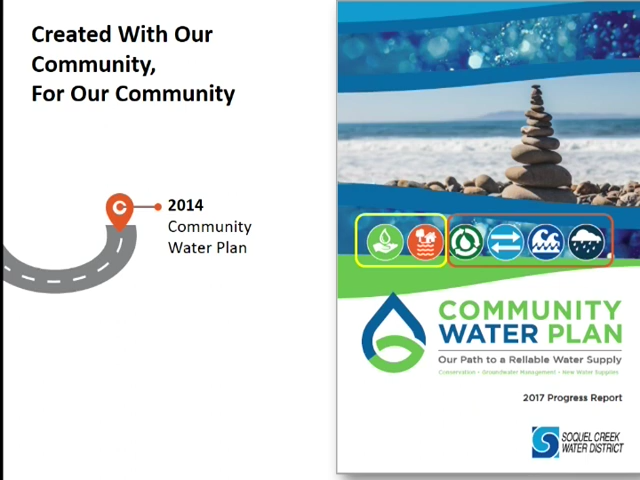 Created With Our
Community,
For Our Community
2014
Community
Water Plan
COMMUNITY
WATER PLAN
Our Path to a Reliable Water Supply
Conservation • Groundwater Management • New Water Supplies
2017 Progress Report
SOQUEL CREEK
WATER DISTRICT